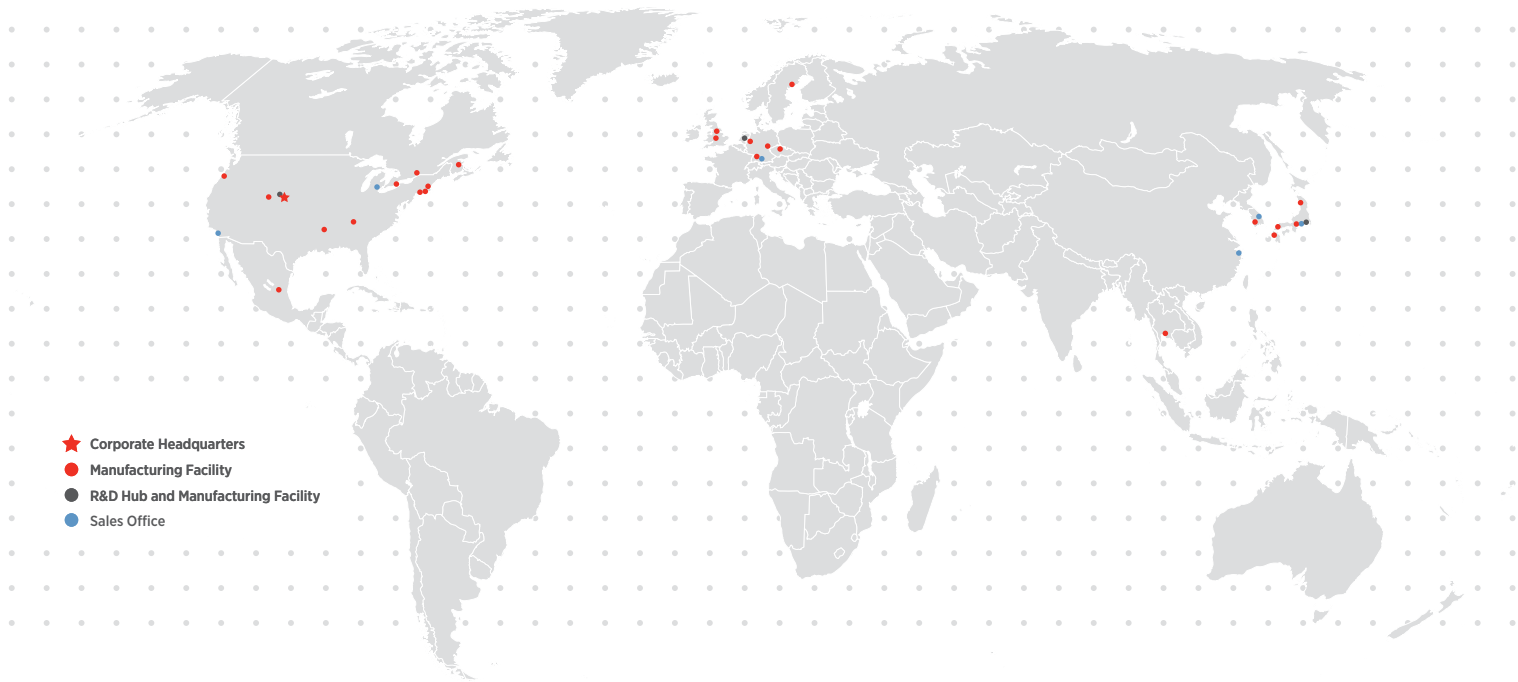 Corporate Headquarters
Manufacturing Facility
R&D Hub and Manufacturing Facility
Sales Office